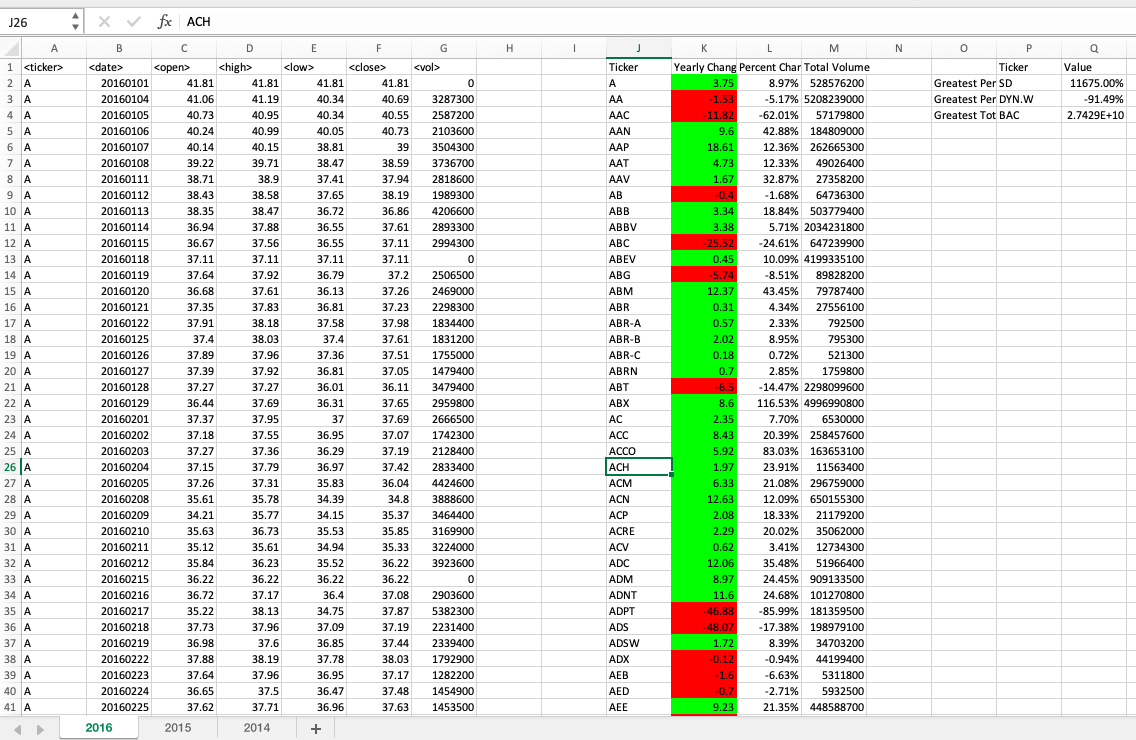 J26 fx ACH
A B C D E F G H I J K L M N O P Q
1 <ticker> <date> <open> <high> <low> <close> <vol> Ticker Yearly Chang Percent Char Total Volume Ticker Value
2 A 20160101 41.81 41.81 41.81 41.81 0 A 3.75 8.97% 528576200 Greatest Per SD 11675.00%
3 A 20160104 41.06 41.19 40.34 40.69 3287300 AA -1.53 -5.17% 5208239000 Greatest Per DYN.W -91.49%
4 A 20160105 40.73 40.95 40.34 40.55 2587200 AAC -11.82 -62.01% 57179800 Greatest Tot BAC 2.7429E+10
5 A 20160106 40.24 40.99 40.05 40.73 2103600 AAN 9.6 42.88% 184809000
6 A 20160107 40.14 40.15 38.81 39 3504300 AAP 18.61 12.36% 262665300
7 A 20160108 39.22 39.71 38.47 38.59 3736700 AAT 4.73 12.33% 49026400
8 A 20160111 38.71 38.9 37.41 37.94 2818600 AAV 1.67 32.87% 27358200
9 A 20160112 38.43 38.58 37.65 38.19 1989300 AB -0.4 -1.68% 64736300
10 A 20160113 38.35 38.47 36.72 36.86 4206600 ABB 3.34 18.84% 503779400
11 A 20160114 36.94 37.88 36.55 37.61 2893300 ABBV 3.38 5.71% 2034231800
12 A 20160115 36.67 37.56 36.55 37.11 2994300 ABC -25.52 -24.61% 647239900
13 A 20160118 37.11 37.11 37.11 37.11 0 ABEV 0.45 10.09% 4199335100
14 A 20160119 37.64 37.92 36.79 37.2 2506500 ABG -5.74 -8.51% 89828200
15 A 20160120 36.68 37.61 36.13 37.26 2469000 ABM 12.37 43.45% 79787400
16 A 20160121 37.35 37.83 36.81 37.23 2298300 ABR 0.31 4.34% 27556100
17 A 20160122 37.91 38.18 37.58 37.98 1834400 ABR-A 0.57 2.33% 792500
18 A 20160125 37.4 38.03 37.4 37.61 1831200 ABR-B 2.02 8.95% 795300
19 A 20160126 37.89 37.96 37.36 37.51 1755000 ABR-C 0.18 0.72% 521300
20 A 20160127 37.39 37.92 36.81 37.05 1479400 ABRN 0.7 2.85% 1759800
21 A 20160128 37.27 37.27 36.01 36.11 3479400 ABT -6.5 -14.47% 2298099600
22 A 20160129 36.44 37.69 36.31 37.65 2959800 ABX 8.6 116.53% 4996990800
23 A 20160201 37.37 37.95 37 37.69 2666500 AC 2.35 7.70% 6530000
24 A 20160202 37.18 37.55 36.95 37.07 1742300 ACC 8.43 20.39% 258457600
25 A 20160203 37.27 37.36 36.29 37.19 2128400 ACCO 5.92 83.03% 163653100
26 A 20160204 37.15 37.79 36.97 37.42 2833400 ACH 1.97 23.91% 11563400
27 A 20160205 37.26 37.31 35.83 36.04 4424600 ACM 6.33 21.08% 296759000
28 A 20160208 35.61 35.78 34.39 34.8 3888600 ACN 12.63 12.09% 650155300
29 A 20160209 34.21 35.77 34.15 35.37 3464400 ACP 2.08 18.33% 21179200
30 A 20160210 35.63 36.73 35.53 35.85 3169900 ACRE 2.29 20.02% 35062000
31 A 20160211 35.12 35.61 34.94 35.33 3224000 ACV 0.62 3.41% 12734300
32 A 20160212 35.84 36.23 35.52 36.22 3923600 ADC 12.06 35.48% 51966400
33 A 20160215 36.22 36.22 36.22 36.22 0 ADM 8.97 24.45% 909133500
34 A 20160216 36.72 37.17 36.4 37.08 2903600 ADNT 11.6 24.68% 101270800
35 A 20160217 35.22 38.13 34.75 37.87 5382300 ADPT -46.88 -85.99% 181359500
36 A 20160218 37.73 37.96 37.09 37.19 2231400 ADS -48.07 -17.38% 198979100
37 A 20160219 36.98 37.6 36.85 37.44 2339400 ADSW 1.72 8.39% 34703200
38 A 20160222 37.88 38.19 37.78 38.03 1792900 ADX -0.12 -0.94% 44199400
39 A 20160223 37.64 37.96 36.95 37.17 1282200 AEB -1.6 -6.63% 5311800
40 A 20160224 36.65 37.5 36.47 37.48 1454900 AED -0.7 -2.71% 5932500
41 A 20160225 37.62 37.71 36.96 37.63 1453500 AEE 9.23 21.35% 448588700
2016 2015 2014 +